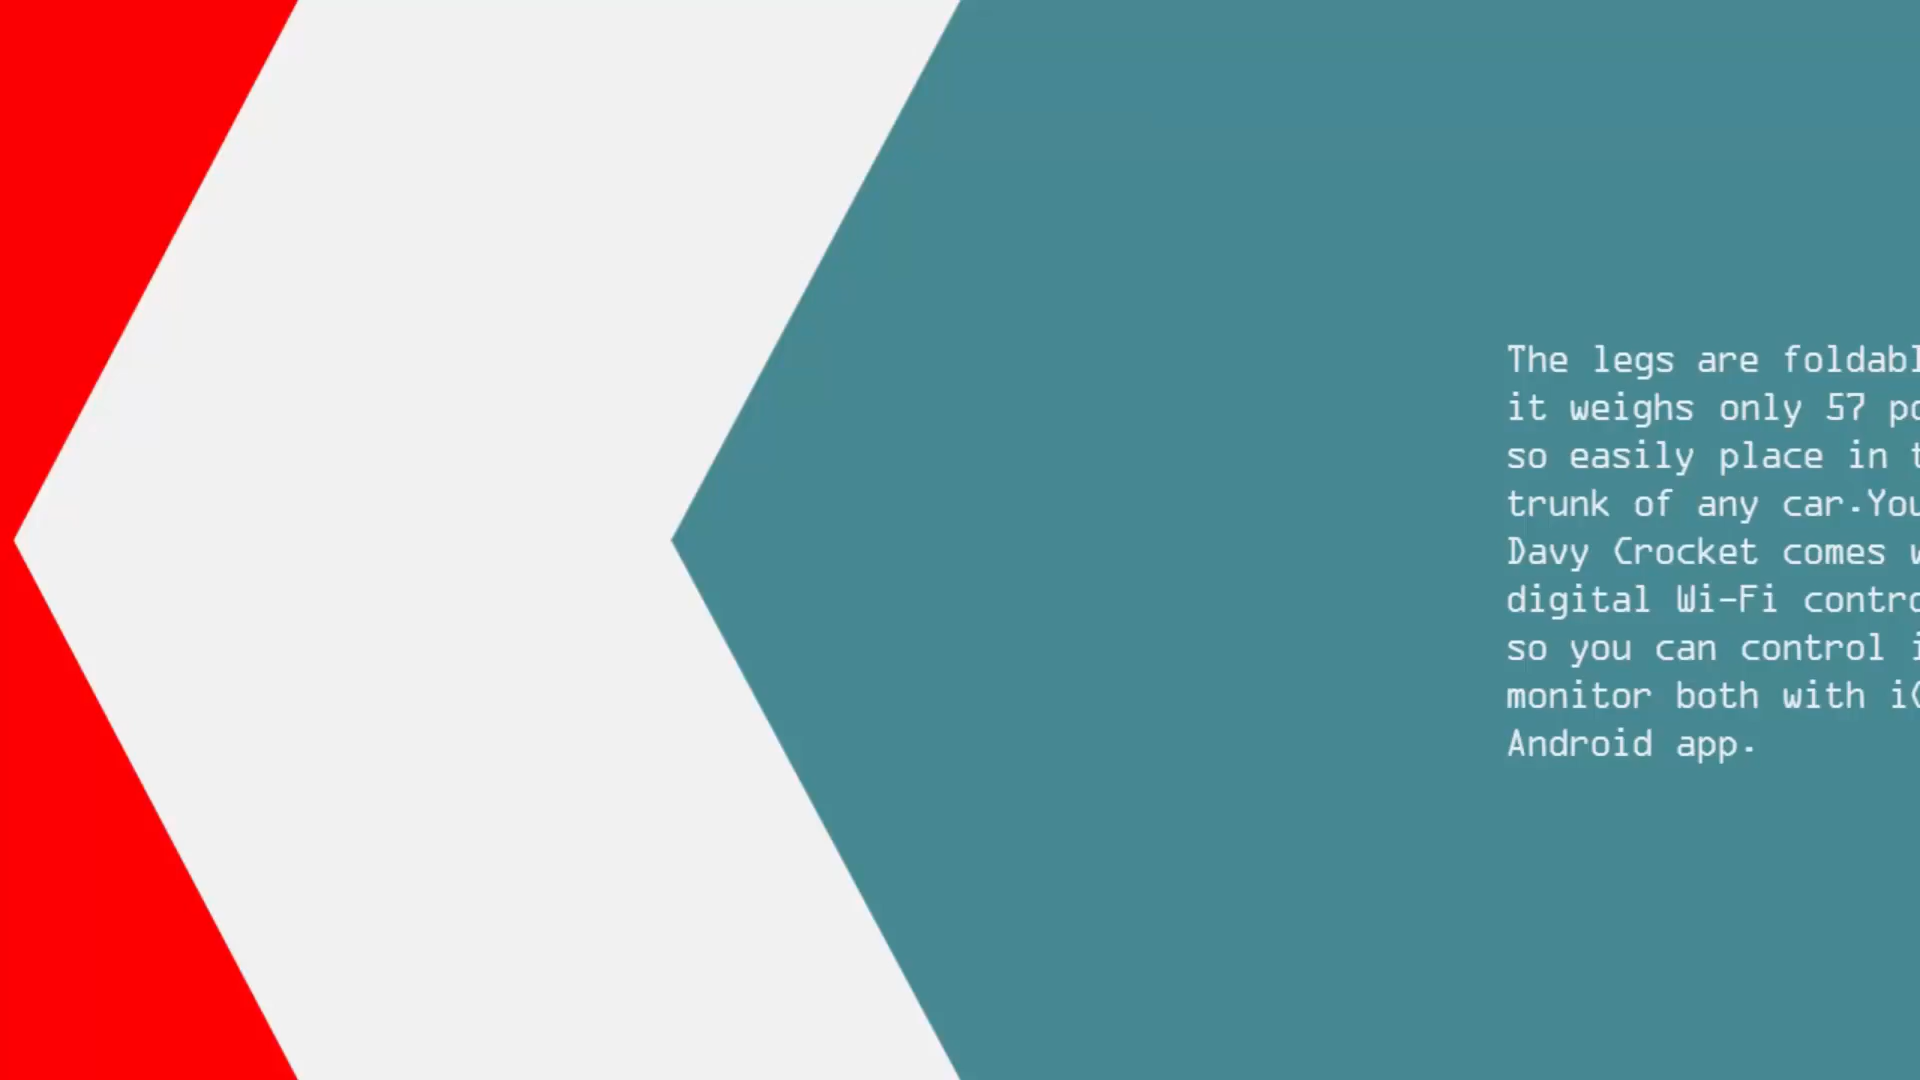 The legs are foldabl
it weighs only 57 po
so easily place in t
trunk of any car.You
Davy Crocket comes w
digital Wi-Fi contro
so you can control i
monitor both with i
Android app.